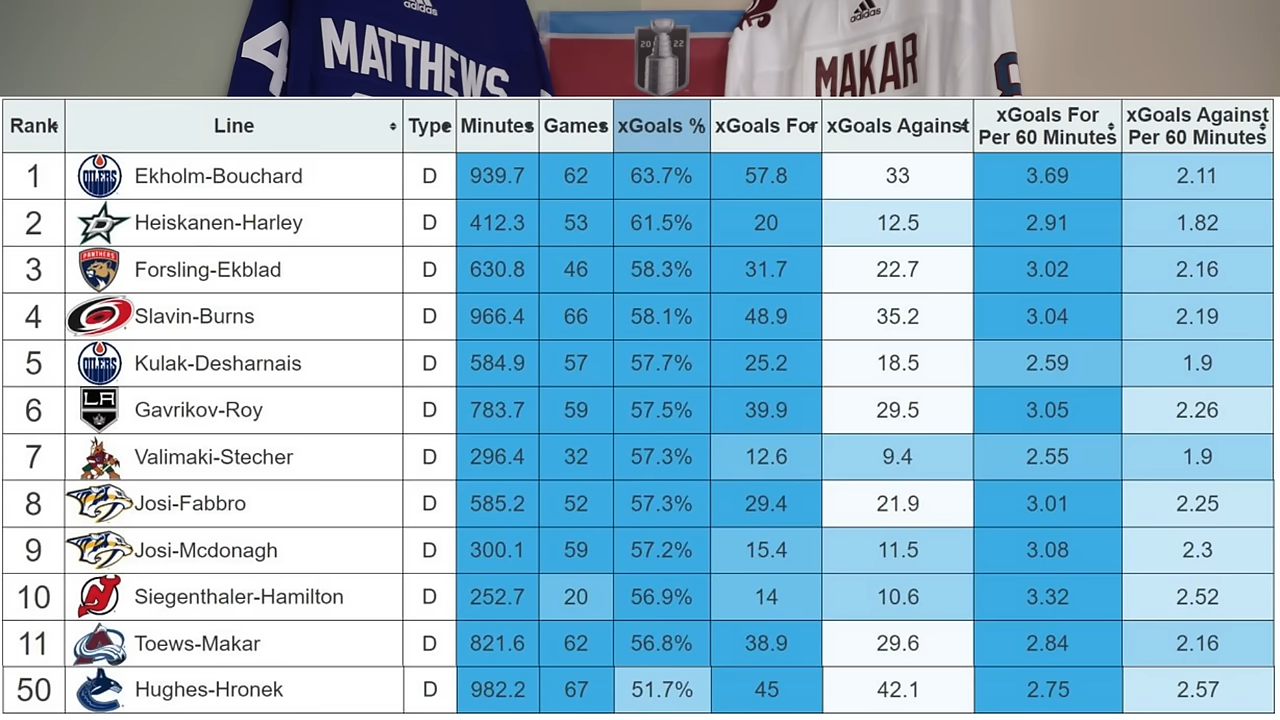 adidas
adidas
MATTHEWS
MAKAR
4
8
2022
Rank Line Type Minutes Games xGoals % xGoals For xGoals Against xGoals For Per 60 Minutes xGoals Against Per 60 Minutes
1 OILERS Ekholm-Bouchard D 939.7 62 63.7% 57.8 33 3.69 2.11
2 D Heiskanen-Harley D 412.3 53 61.5% 20 12.5 2.91 1.82
3 PANTHERS Forsling-Ekblad D 630.8 46 58.3% 31.7 22.7 3.02 2.16
4 Slavin-Burns D 966.4 66 58.1% 48.9 35.2 3.04 2.19
5 OILERS Kulak-Desharnais D 584.9 57 57.7% 25.2 18.5 2.59 1.9
6 LA Gavrikov-Roy D 783.7 59 57.5% 39.9 29.5 3.05 2.26
7 Valimaki-Stecher D 296.4 32 57.3% 12.6 9.4 2.55 1.9
8 Josi-Fabbro D 585.2 52 57.3% 29.4 21.9 3.01 2.25
9 Josi-Mcdonagh D 300.1 59 57.2% 15.4 11.5 3.08 2.3
10 Siegenthaler-Hamilton D 252.7 20 56.9% 14 10.6 3.32 2.52
11 Toews-Makar D 821.6 62 56.8% 38.9 29.6 2.84 2.16
50 Hughes-Hronek D 982.2 67 51.7% 45 42.1 2.75 2.57